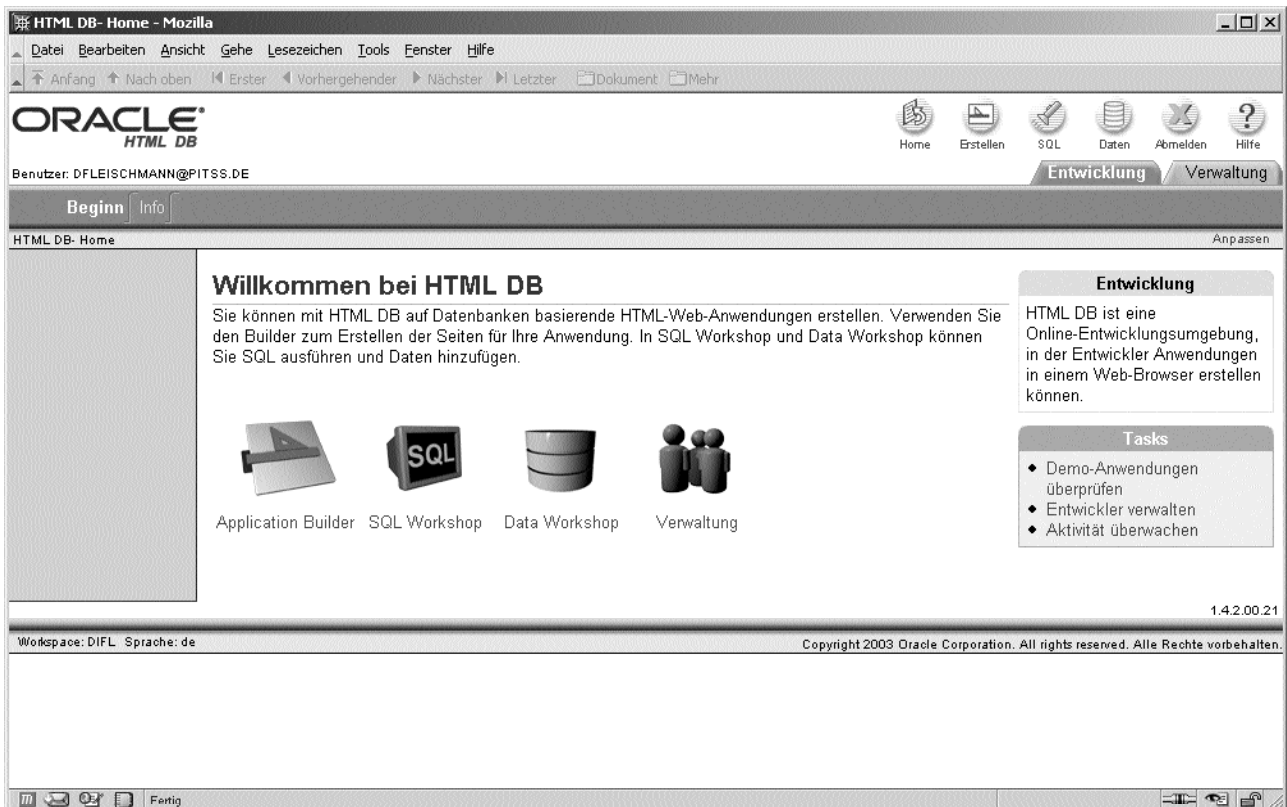 HTML DB- Home - Mozilla
Datei Bearbeiten Ansicht Gehe Lesezeichen Tools Fenster Hilfe
Anfang Nach oben Erster Vorhergehender Nächster Letzter Dokument Mehr
ORACLE
HTML DB
Home Erstellen SQL Daten Abmelden Hilfe
Benutzer: DFLEISCHMANN@PITSS.DE
Entwicklung Verwaltung
Beginn Info
HTML DB- Home Anpassen
Willkommen bei HTML DB
Sie können mit HTML DB auf Datenbanken basierende HTML-Web-Anwendungen erstellen. Verwenden Sie
den Builder zum Erstellen der Seiten für Ihre Anwendung. In SQL Workshop und Data Workshop können
Sie SQL ausführen und Daten hinzufügen.
SQL
Application Builder SQL Workshop Data Workshop Verwaltung
Entwicklung
HTML DB ist eine
Online-Entwicklungsumgebung,
in der Entwickler Anwendungen
in einem Web-Browser erstellen
können.
Tasks
Demo-Anwendungen
überprüfen
Entwickler verwalten
Aktivität überwachen
1.4.2.00.21
Workspace: DIFL Sprache: de
Copyright 2003 Oracle Corporation. All rights reserved. Alle Rechte vorbehalten.
Fertig